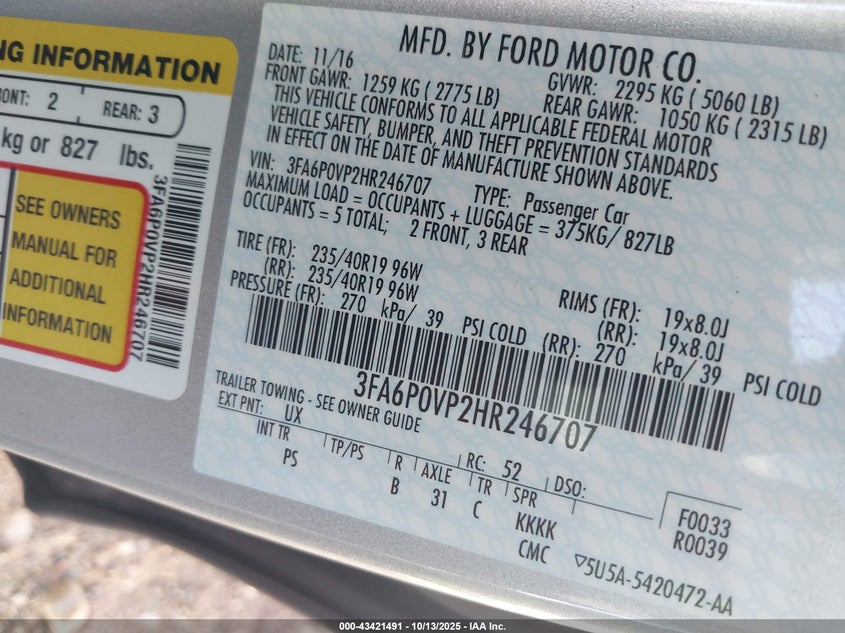 NG INFORMATION
ONT: 2 REAR: 3
kg or 827 lbs.
SEE OWNERS
MANUAL FOR
ADDITIONAL
INFORMATION
3FA6P0VP2HR246707
MFD. BY FORD MOTOR CO.
DATE: 11/16 GVWR: 2295 KG ( 5060 LB)
FRONT GAWR: 1259 KG ( 2775 LB) REAR GAWR: 1050 KG ( 2315 LB)
THIS VEHICLE CONFORMS TO ALL APPLICABLE FEDERAL MOTOR
VEHICLE SAFETY, BUMPER, AND THEFT PREVENTION STANDARDS
IN EFFECT ON THE DATE OF MANUFACTURE SHOWN ABOVE.
VIN: 3FA6P0VP2HR246707 TYPE: Passenger Car
MAXIMUM LOAD = OCCUPANTS + LUGGAGE = 375KG/ 827LB
OCCUPANTS = 5 TOTAL; 2 FRONT, 3 REAR
TIRE (FR): 235/40R19 96W RIMS (FR): 19x8.0J
(RR): 235/40R19 96W (RR): 19x8.0J
PRESSURE (FR): 270 kPa/ 39 PSI COLD (RR): 270 kPa/ 39 PSI COLD
3FA6P0VP2HR246707
TRAILER TOWING - SEE OWNER GUIDE
EXT PNT: UX RC: 52 DSO:
INT TR TP/PS R AXLE TR SPR
PS B 31 C KKKK
F0033
R0039
CMC
▽5U5A-5420472-AA
000-43421491 - 10/13/2025 - IAA Inc.